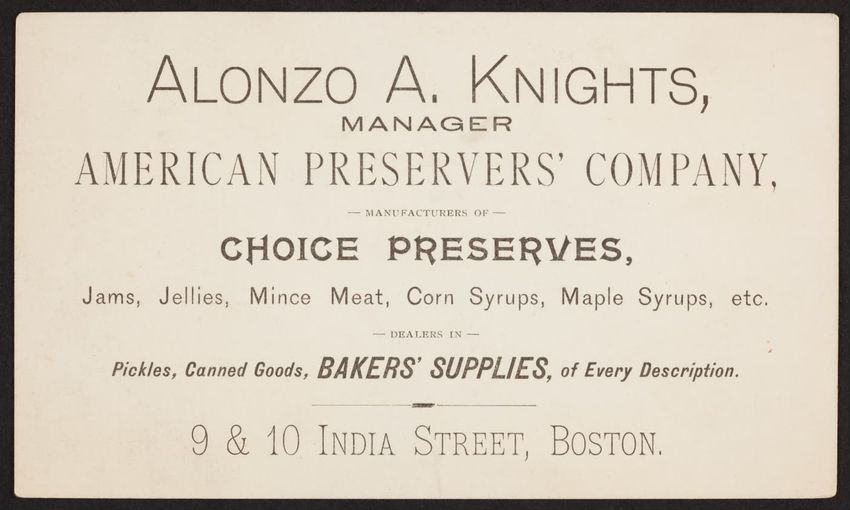 ALONZO A. KNIGHTS,
MANAGER
AMERICAN PRESERVERS' COMPANY,
— MANUFACTURERS OF —
CHOICE PRESERVES,
Jams, Jellies, Mince Meat, Corn Syrups, Maple Syrups, etc.
— DEALERS IN —
Pickles, Canned Goods, BAKERS' SUPPLIES, of Every Description.
9 & 10 INDIA STREET, BOSTON.